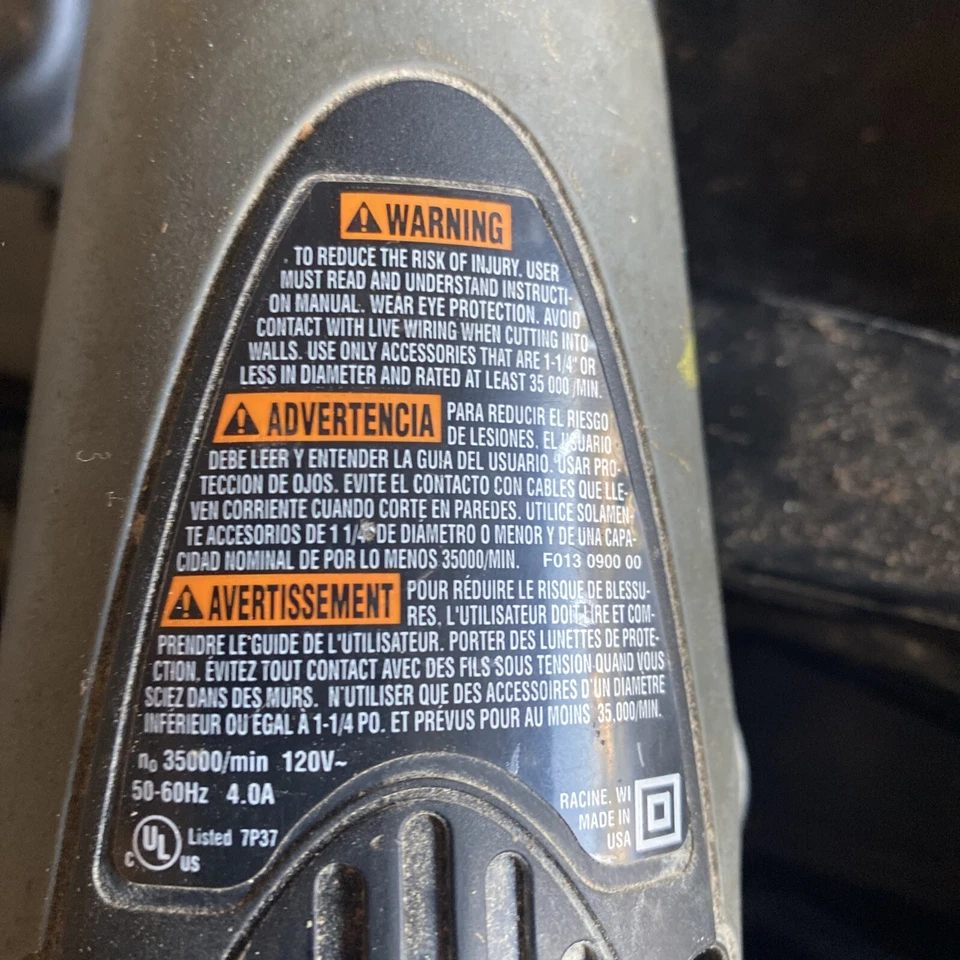 WARNING
TO REDUCE THE RISK OF INJURY, USER
MUST READ AND UNDERSTAND INSTRUCTI-
ON MANUAL. WEAR EYE PROTECTION. AVOID
CONTACT WITH LIVE WIRING WHEN CUTTING INTO
WALLS. USE ONLY ACCESSORIES THAT ARE 1-1/4" OR
LESS IN DIAMETER AND RATED AT LEAST 35 000 /MIN.
ADVERTENCIA PARA REDUCIR EL RIESGO
DE LESIONES, EL USUARIO
DEBE LEER Y ENTENDER LA GUIA DEL USUARIO. USAR PRO-
TECCION DE OJOS. EVITE EL CONTACTO CON CABLES QUE LLE-
VEN CORRIENTE CUANDO CORTE EN PAREDES. UTILICE SOLAMEN-
TE ACCESORIOS DE 1 1/4" DE DIÁMETRO O MENOR Y DE UNA CAPA-
CIDAD NOMINAL DE POR LO MENOS 35000/MIN. F013 0900 00
AVERTISSEMENT POUR RÉDUIRE LE RISQUE DE BLESSU-
RES, L'UTILISATEUR DOIT LIRE ET COM-
PRENDRE LE GUIDE DE L'UTILISATEUR. PORTER DES LUNETTES DE PROTE-
CTION, ÉVITEZ TOUT CONTACT AVEC DES FILS SOUS TENSION QUAND VOUS
SCIEZ DANS DES MURS. N'UTILISER QUE DES ACCESSOIRES D'UN DIAMÈTRE
INFÉRIEUR OU ÉGAL À 1-1/4 PO. ET PRÉVUS POUR AU MOINS 35,000/MIN.
n₀ 35000/min 120V~
50-60Hz 4.0A
C UL US Listed 7P37
RACINE, WI
MADE IN
USA